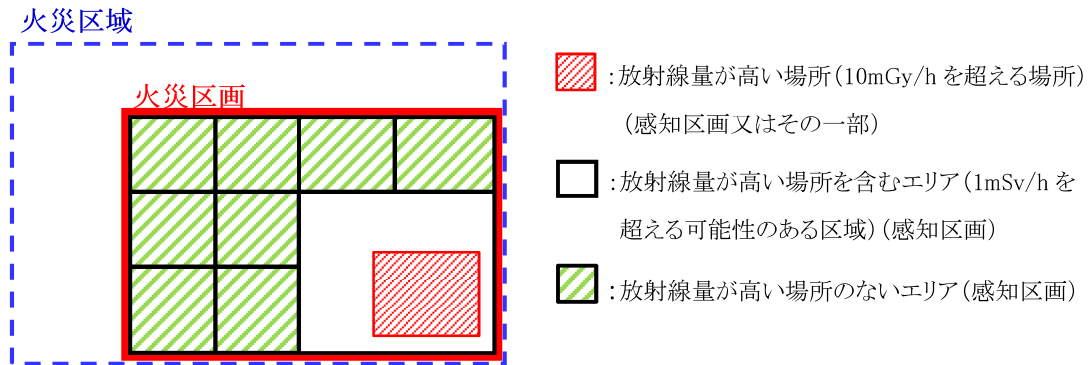 火災区域
火災区画
:放射線量が高い場所(10mGy/h を超える場所)
(感知区画又はその一部)
:放射線量が高い場所を含むエリア(1mSv/h を
超える可能性のある区域)(感知区画)
:放射線量が高い場所のないエリア(感知区画)